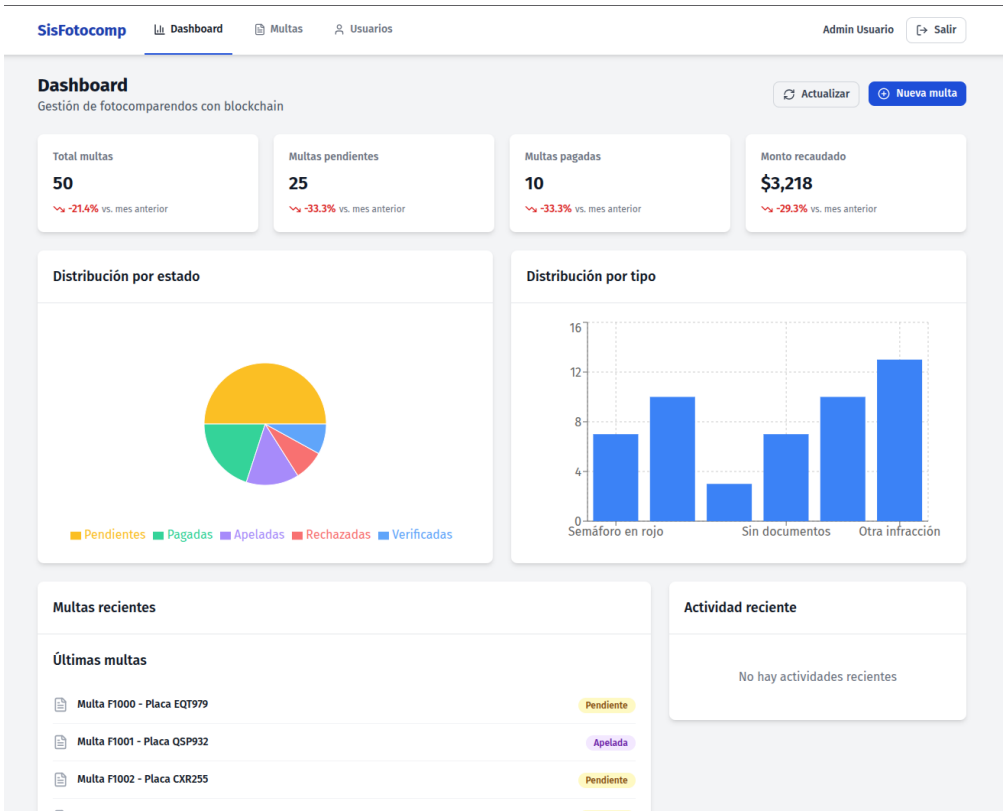 SisFotocomp Dashboard Multas Usuarios Admin Usuario Salir
Dashboard
Gestión de fotocomparendos con blockchain
Actualizar Nueva multa
Total multas
50
-21.4% vs. mes anterior
Multas pendientes
25
-33.3% vs. mes anterior
Multas pagadas
10
-33.3% vs. mes anterior
Monto recaudado
$3,218
-29.3% vs. mes anterior
Distribución por estado
Pendientes Pagadas Apeladas Rechazadas Verificadas
Distribución por tipo
16
12
8
4
0
Semáforo en rojo Sin documentos Otra infracción
Multas recientes
Últimas multas
Multa F1000 - Placa EQT979 Pendiente
Multa F1001 - Placa QSP932 Apelada
Multa F1002 - Placa CXR255 Pendiente
Actividad reciente
No hay actividades recientes